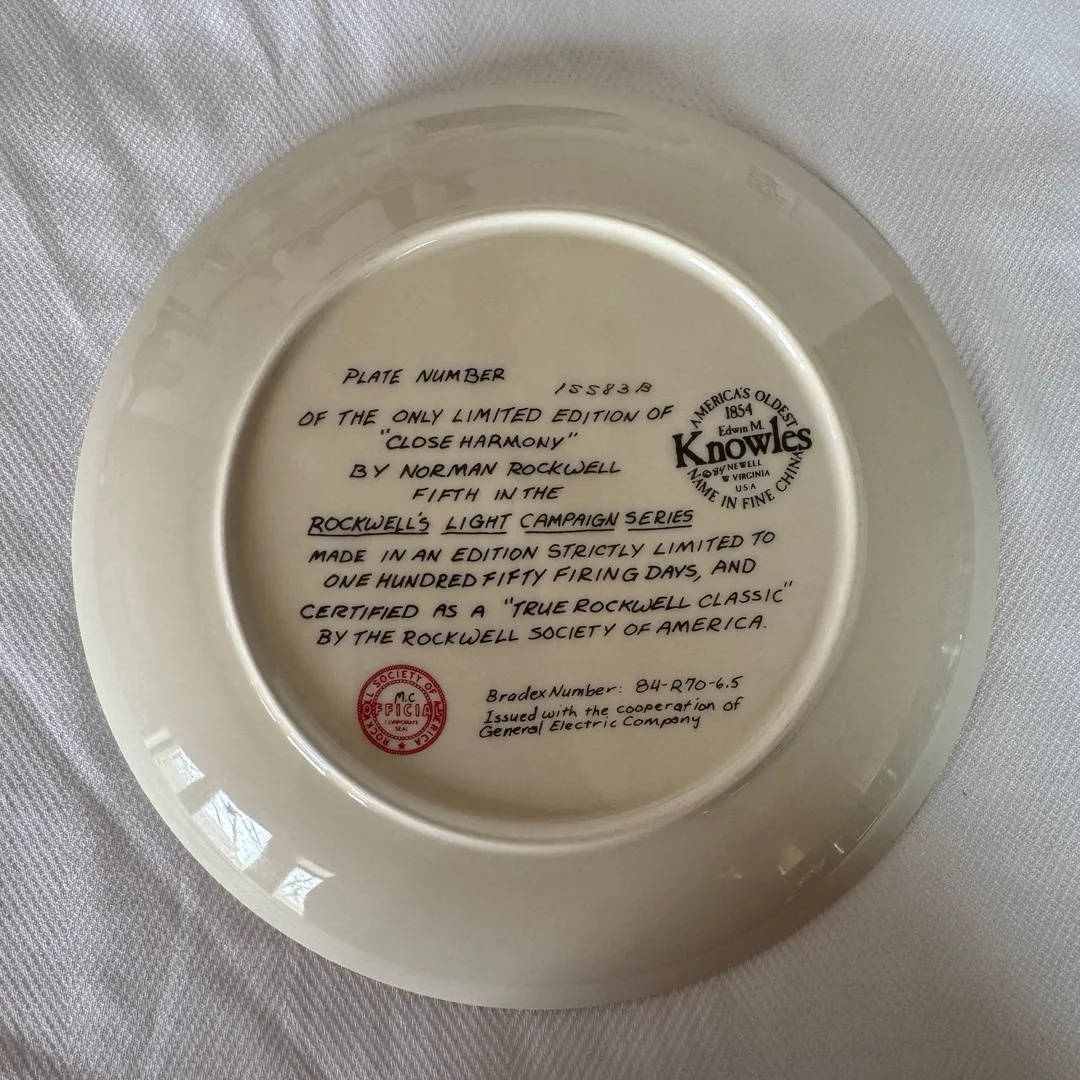 PLATE NUMBER 15583B
OF THE ONLY LIMITED EDITION OF
"CLOSE HARMONY"
BY NORMAN ROCKWELL
FIFTH IN THE
ROCKWELL'S LIGHT CAMPAIGN SERIES
MADE IN AN EDITION STRICTLY LIMITED TO
ONE HUNDRED FIFTY FIRING DAYS, AND
CERTIFIED AS A "TRUE ROCKWELL CLASSIC"
BY THE ROCKWELL SOCIETY OF AMERICA.
AMERICA'S OLDEST
1854
Edwin M.
Knowles
NEWELL
W VIRGINIA
USA
NAME IN FINE CHINA
ROCKWELL SOCIETY OF AMERICA
M.C
OFFICIAL
CORPORATE
SEAL
Bradex Number: 84-R70-6.5
Issued with the cooperation of
General Electric Company